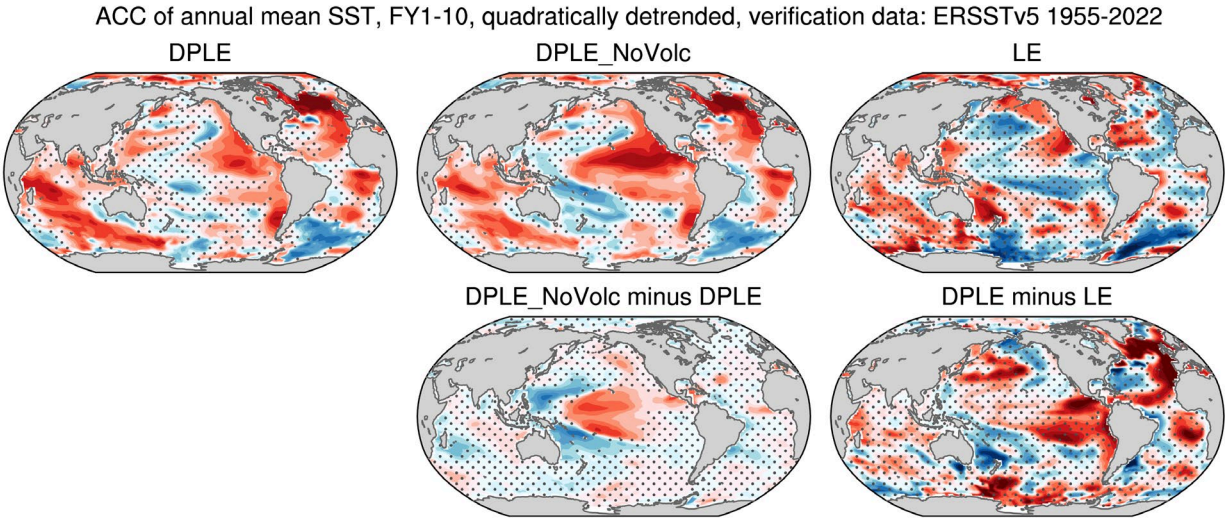 ACC of annual mean SST, FY1-10, quadratically detrended, verification data: ERSSTv5 1955-2022
DPLE
DPLE_NoVolc
LE
DPLE_NoVolc minus DPLE
DPLE minus LE